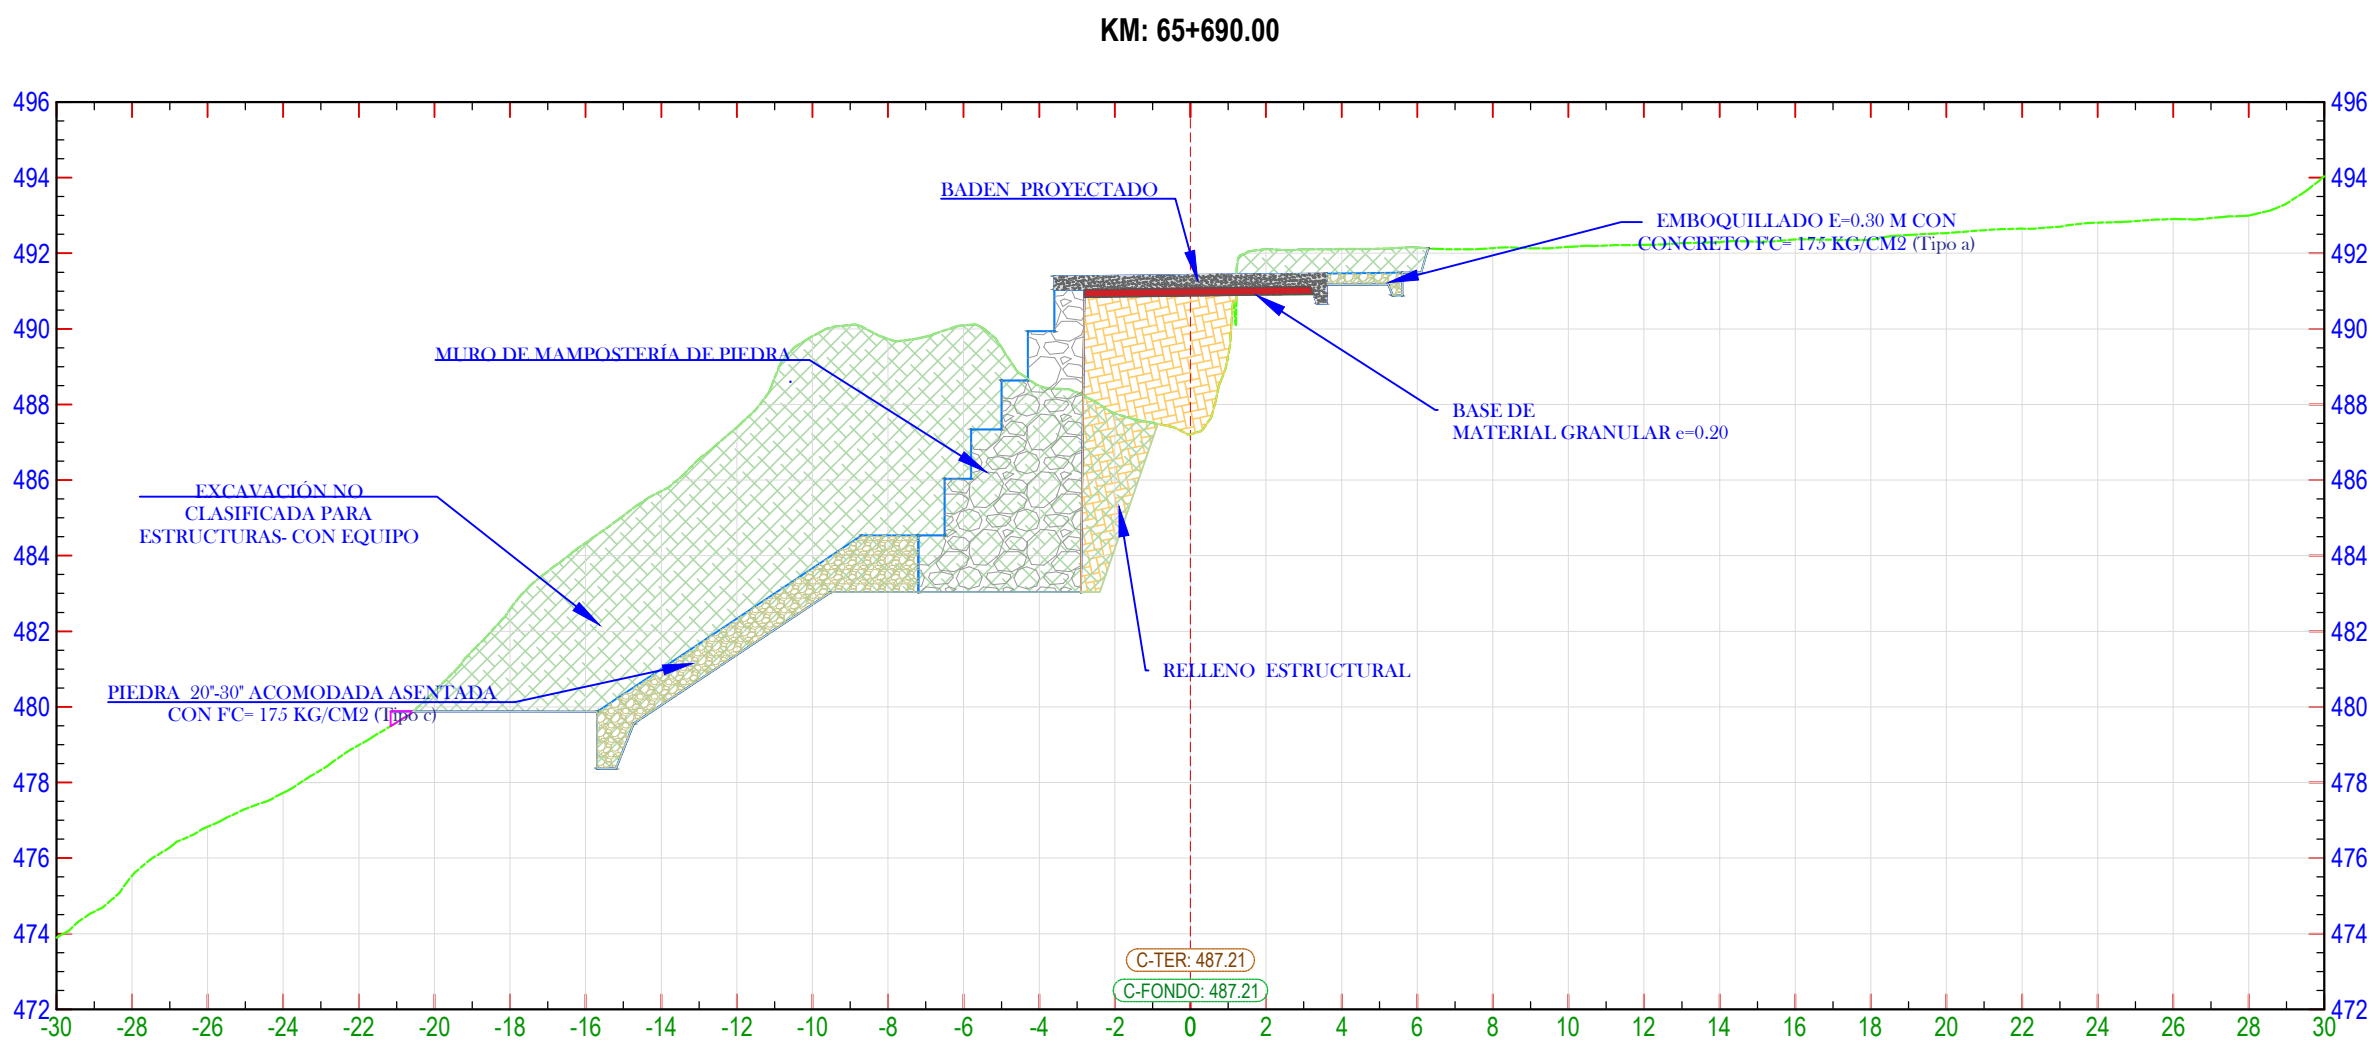 KM: 65+690.00
496 496
494 494
BADEN PROYECTADO
EMBOQUILLADO E=0.30 M CON
CONCRETO F'C= 175 KG/CM2 (Tipo a)
492 492
490 490
MURO DE MAMPOSTERÍA DE PIEDRA
488 488
BASE DE
MATERIAL GRANULAR e=0.20
486 486
EXCAVACIÓN NO
CLASIFICADA PARA
ESTRUCTURAS- CON EQUIPO
484 484
482 482
RELLENO ESTRUCTURAL
PIEDRA 20"-30" ACOMODADA ASENTADA
CON F'C= 175 KG/CM2 (Tipo c)
480 480
478 478
476 476
474 474
C-TER: 487.21
C-FONDO: 487.21
472 472
-30 -28 -26 -24 -22 -20 -18 -16 -14 -12 -10 -8 -6 -4 -2 0 2 4 6 8 10 12 14 16 18 20 22 24 26 28 30